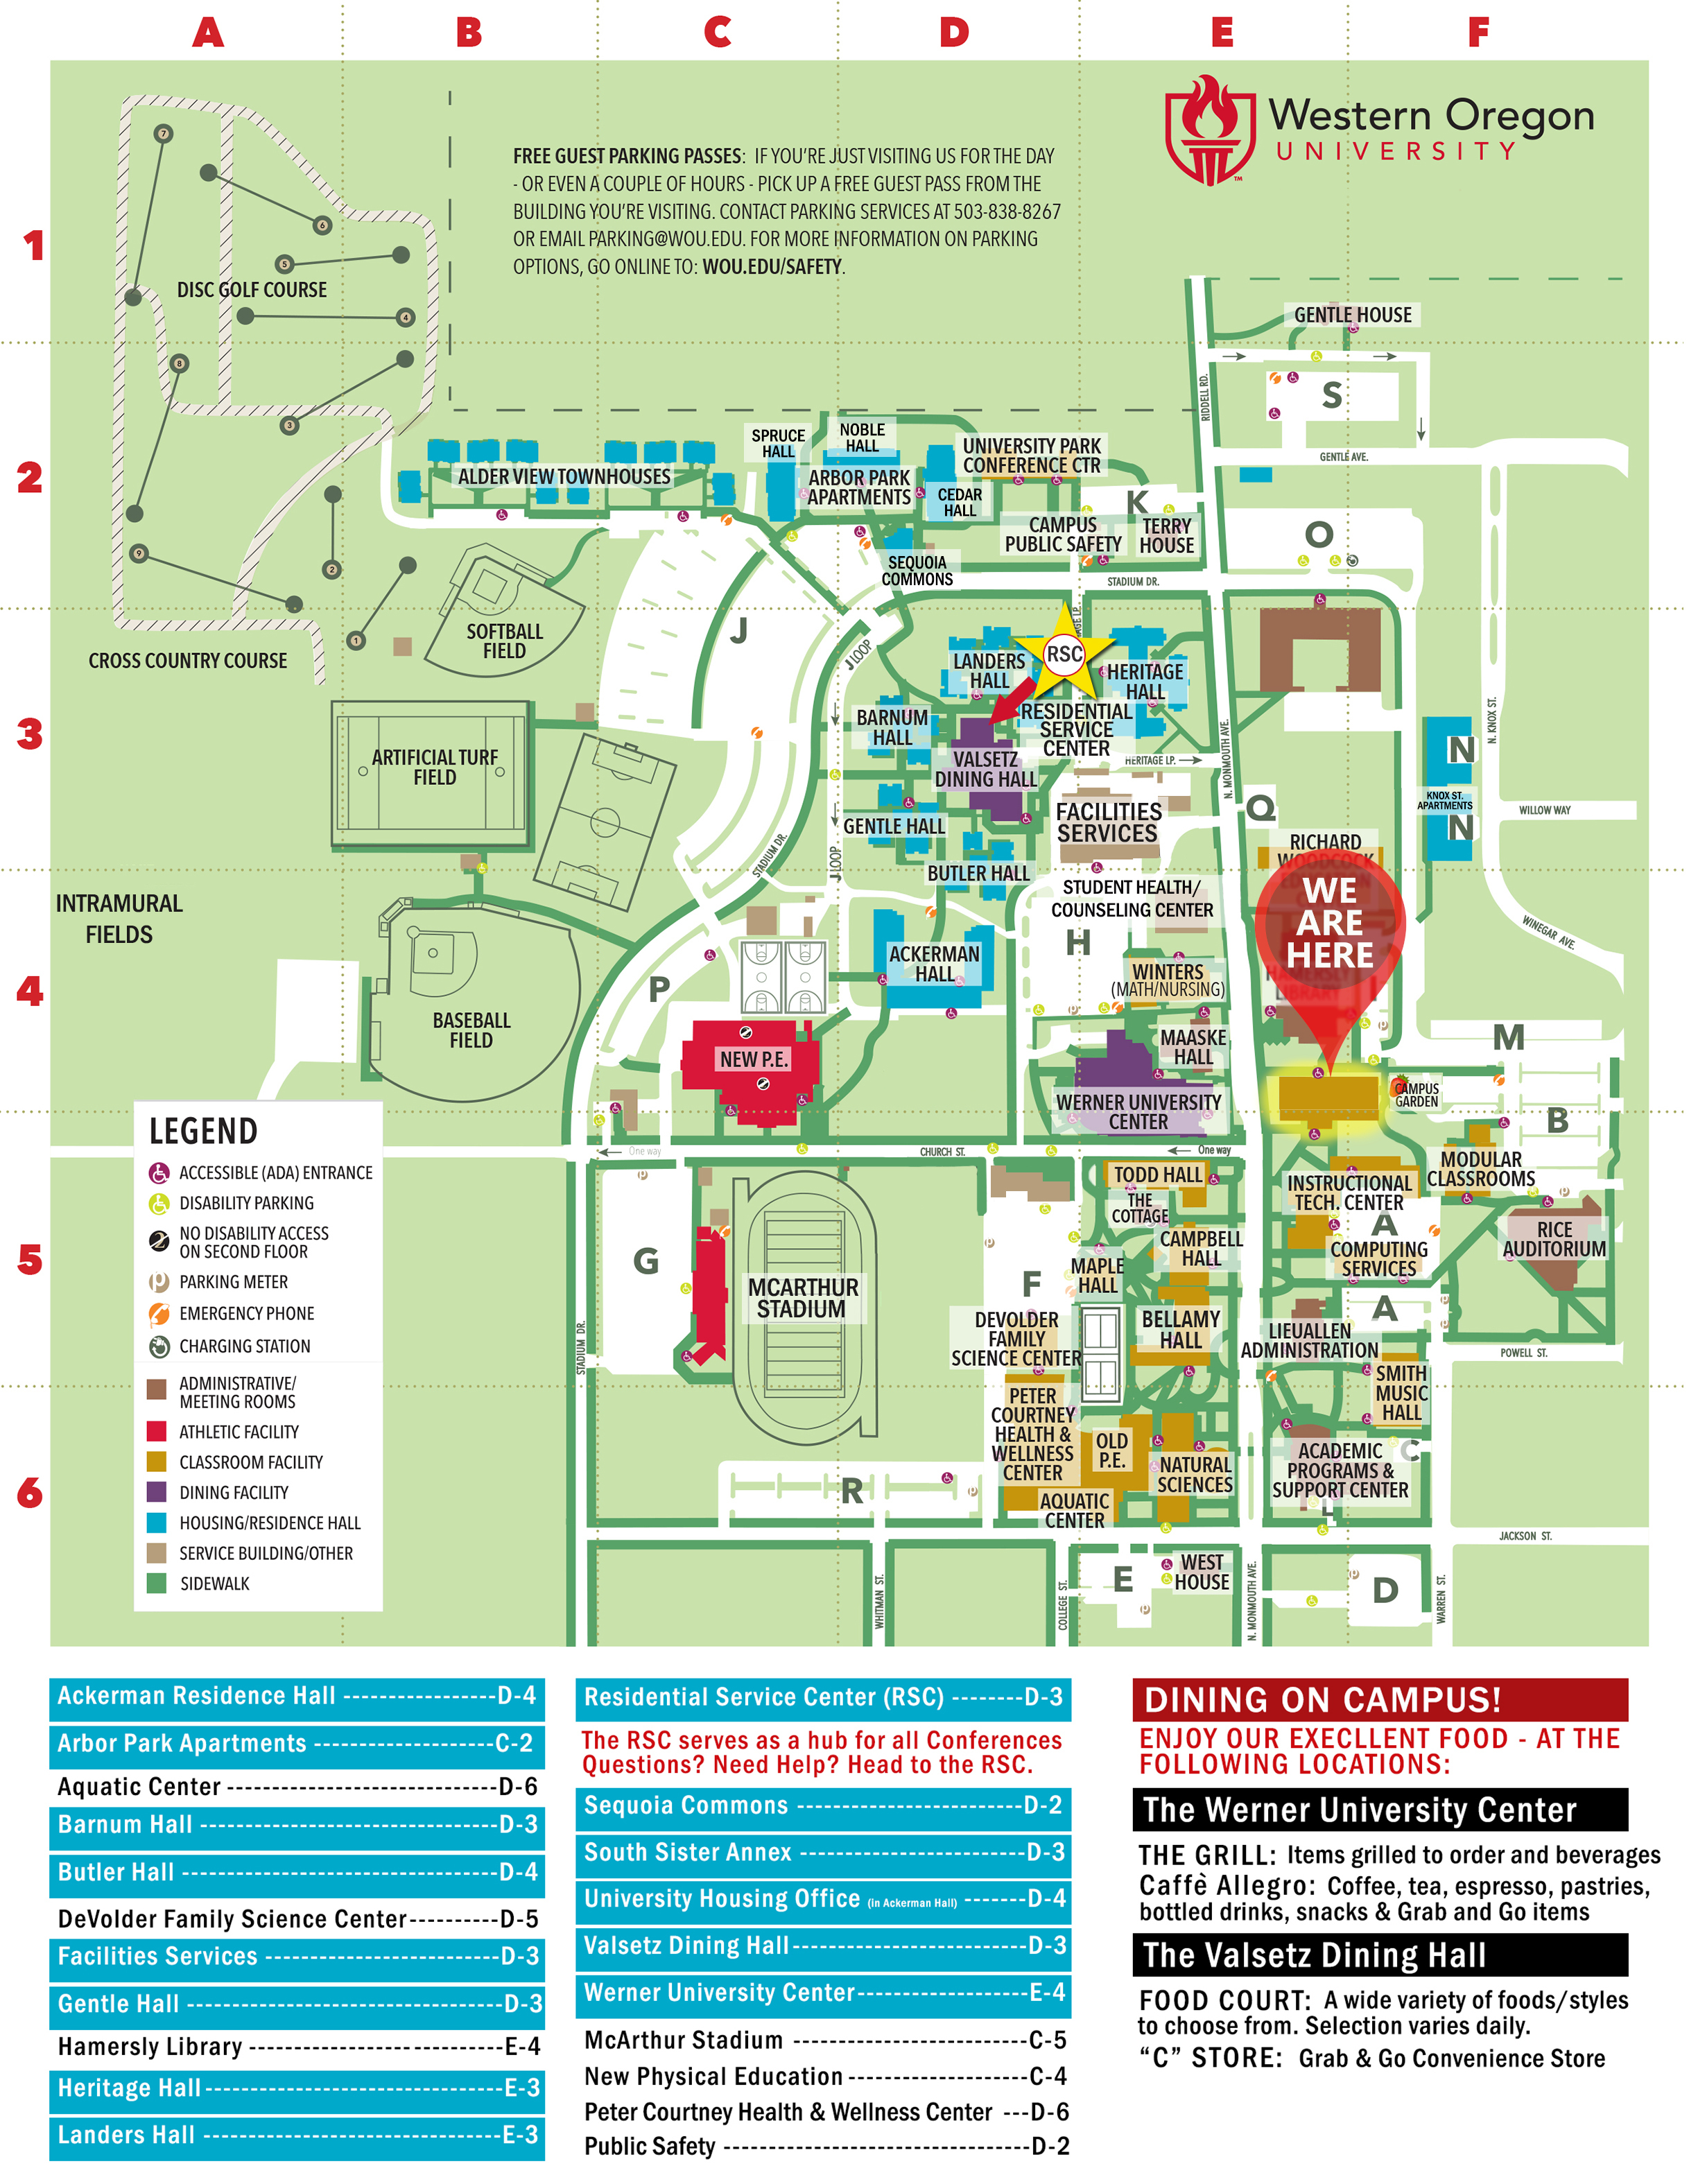 A B C D E F
1
2
3
4
5
6
Western Oregon
UNIVERSITY
TM
FREE GUEST PARKING PASSES: IF YOU'RE JUST VISITING US FOR THE DAY
- OR EVEN A COUPLE OF HOURS - PICK UP A FREE GUEST PASS FROM THE
BUILDING YOU'RE VISITING. CONTACT PARKING SERVICES AT 503-838-8267
OR EMAIL PARKING@WOU.EDU. FOR MORE INFORMATION ON PARKING
OPTIONS, GO ONLINE TO: WOU.EDU/SAFETY.
7
6
5
DISC GOLF COURSE
4
8
3
9
2
1
CROSS COUNTRY COURSE
GENTLE HOUSE
S
RIDDELL RD.
GENTLE AVE.
SPRUCE
HALL
NOBLE
HALL
UNIVERSITY PARK
CONFERENCE CTR
ALDER VIEW TOWNHOUSES
ARBOR PARK
APARTMENTS
CEDAR
HALL
K
CAMPUS
PUBLIC SAFETY
TERRY
HOUSE
O
SEQUOIA
COMMONS
STADIUM DR.
SOFTBALL
FIELD
J
J LOOP
LANDERS
HALL
RSC
HERITAGE
HALL
RESIDENTIAL
SERVICE
CENTER
BARNUM
HALL
VALSETZ
DINING HALL
HERITAGE LP.
N. MONMOUTH AVE.
N. KNOX ST.
ARTIFICIAL TURF
FIELD
N
KNOX ST.
APARTMENTS
N
WILLOW WAY
Q
FACILITIES
SERVICES
GENTLE HALL
STADIUM DR.
J LOOP
BUTLER HALL
RICHARD
WOODCOCK
WE
ARE
HERE
LIBRARY
INTRAMURAL
FIELDS
STUDENT HEALTH/
COUNSELING CENTER
H
WINEGAR AVE.
ACKERMAN
HALL
WINTERS
(MATH/NURSING)
P
BASEBALL
FIELD
NEW P.E.
MAASKE
HALL
M
CAMPUS
GARDEN
WERNER UNIVERSITY
CENTER
B
One way
CHURCH ST.
One way
TODD HALL
THE
COTTAGE
INSTRUCTIONAL
TECH. CENTER
MODULAR
CLASSROOMS
A
RICE
AUDITORIUM
CAMPBELL
HALL
COMPUTING
SERVICES
G
MAPLE
HALL
F
MCARTHUR
STADIUM
A
DEVOLDER
FAMILY
SCIENCE CENTER
BELLAMY
HALL
LIEUALLEN
ADMINISTRATION
POWELL ST.
STADIUM DR.
SMITH
MUSIC
HALL
PETER
COURTNEY
HEALTH &
WELLNESS
CENTER
OLD
P.E.
NATURAL
SCIENCES
ACADEMIC
PROGRAMS &
SUPPORT CENTER
C
L
R
AQUATIC
CENTER
JACKSON ST.
E
WEST
HOUSE
D
WHITMAN ST.
COLLEGE ST.
N. MONMOUTH AVE.
WARREN ST.
LEGEND
ACCESSIBLE (ADA) ENTRANCE
DISABILITY PARKING
NO DISABILITY ACCESS
ON SECOND FLOOR
PARKING METER
EMERGENCY PHONE
CHARGING STATION
ADMINISTRATIVE/
MEETING ROOMS
ATHLETIC FACILITY
CLASSROOM FACILITY
DINING FACILITY
HOUSING/RESIDENCE HALL
SERVICE BUILDING/OTHER
SIDEWALK
Ackerman Residence Hall -----------------D-4
Arbor Park Apartments --------------------C-2
Aquatic Center ------------------------------D-6
Barnum Hall ---------------------------------D-3
Butler Hall -----------------------------------D-4
DeVolder Family Science Center----------D-5
Facilities Services --------------------------D-3
Gentle Hall -----------------------------------D-3
Hamersly Library ----------------------------E-4
Heritage Hall---------------------------------E-3
Landers Hall ---------------------------------E-3
Residential Service Center (RSC) --------D-3
The RSC serves as a hub for all Conferences
Questions? Need Help? Head to the RSC.
Sequoia Commons -------------------------D-2
South Sister Annex --------------------------D-3
University Housing Office (in Ackerman Hall) -------D-4
Valsetz Dining Hall--------------------------D-3
Werner University Center-------------------E-4
McArthur Stadium --------------------------C-5
New Physical Education --------------------C-4
Peter Courtney Health & Wellness Center ---D-6
Public Safety ----------------------------------D-2
DINING ON CAMPUS!
ENJOY OUR EXECLLENT FOOD - AT THE
FOLLOWING LOCATIONS:
The Werner University Center
THE GRILL: Items grilled to order and beverages
Caffè Allegro: Coffee, tea, espresso, pastries,
bottled drinks, snacks & Grab and Go items
The Valsetz Dining Hall
FOOD COURT: A wide variety of foods/styles
to choose from. Selection varies daily.
"C" STORE: Grab & Go Convenience Store